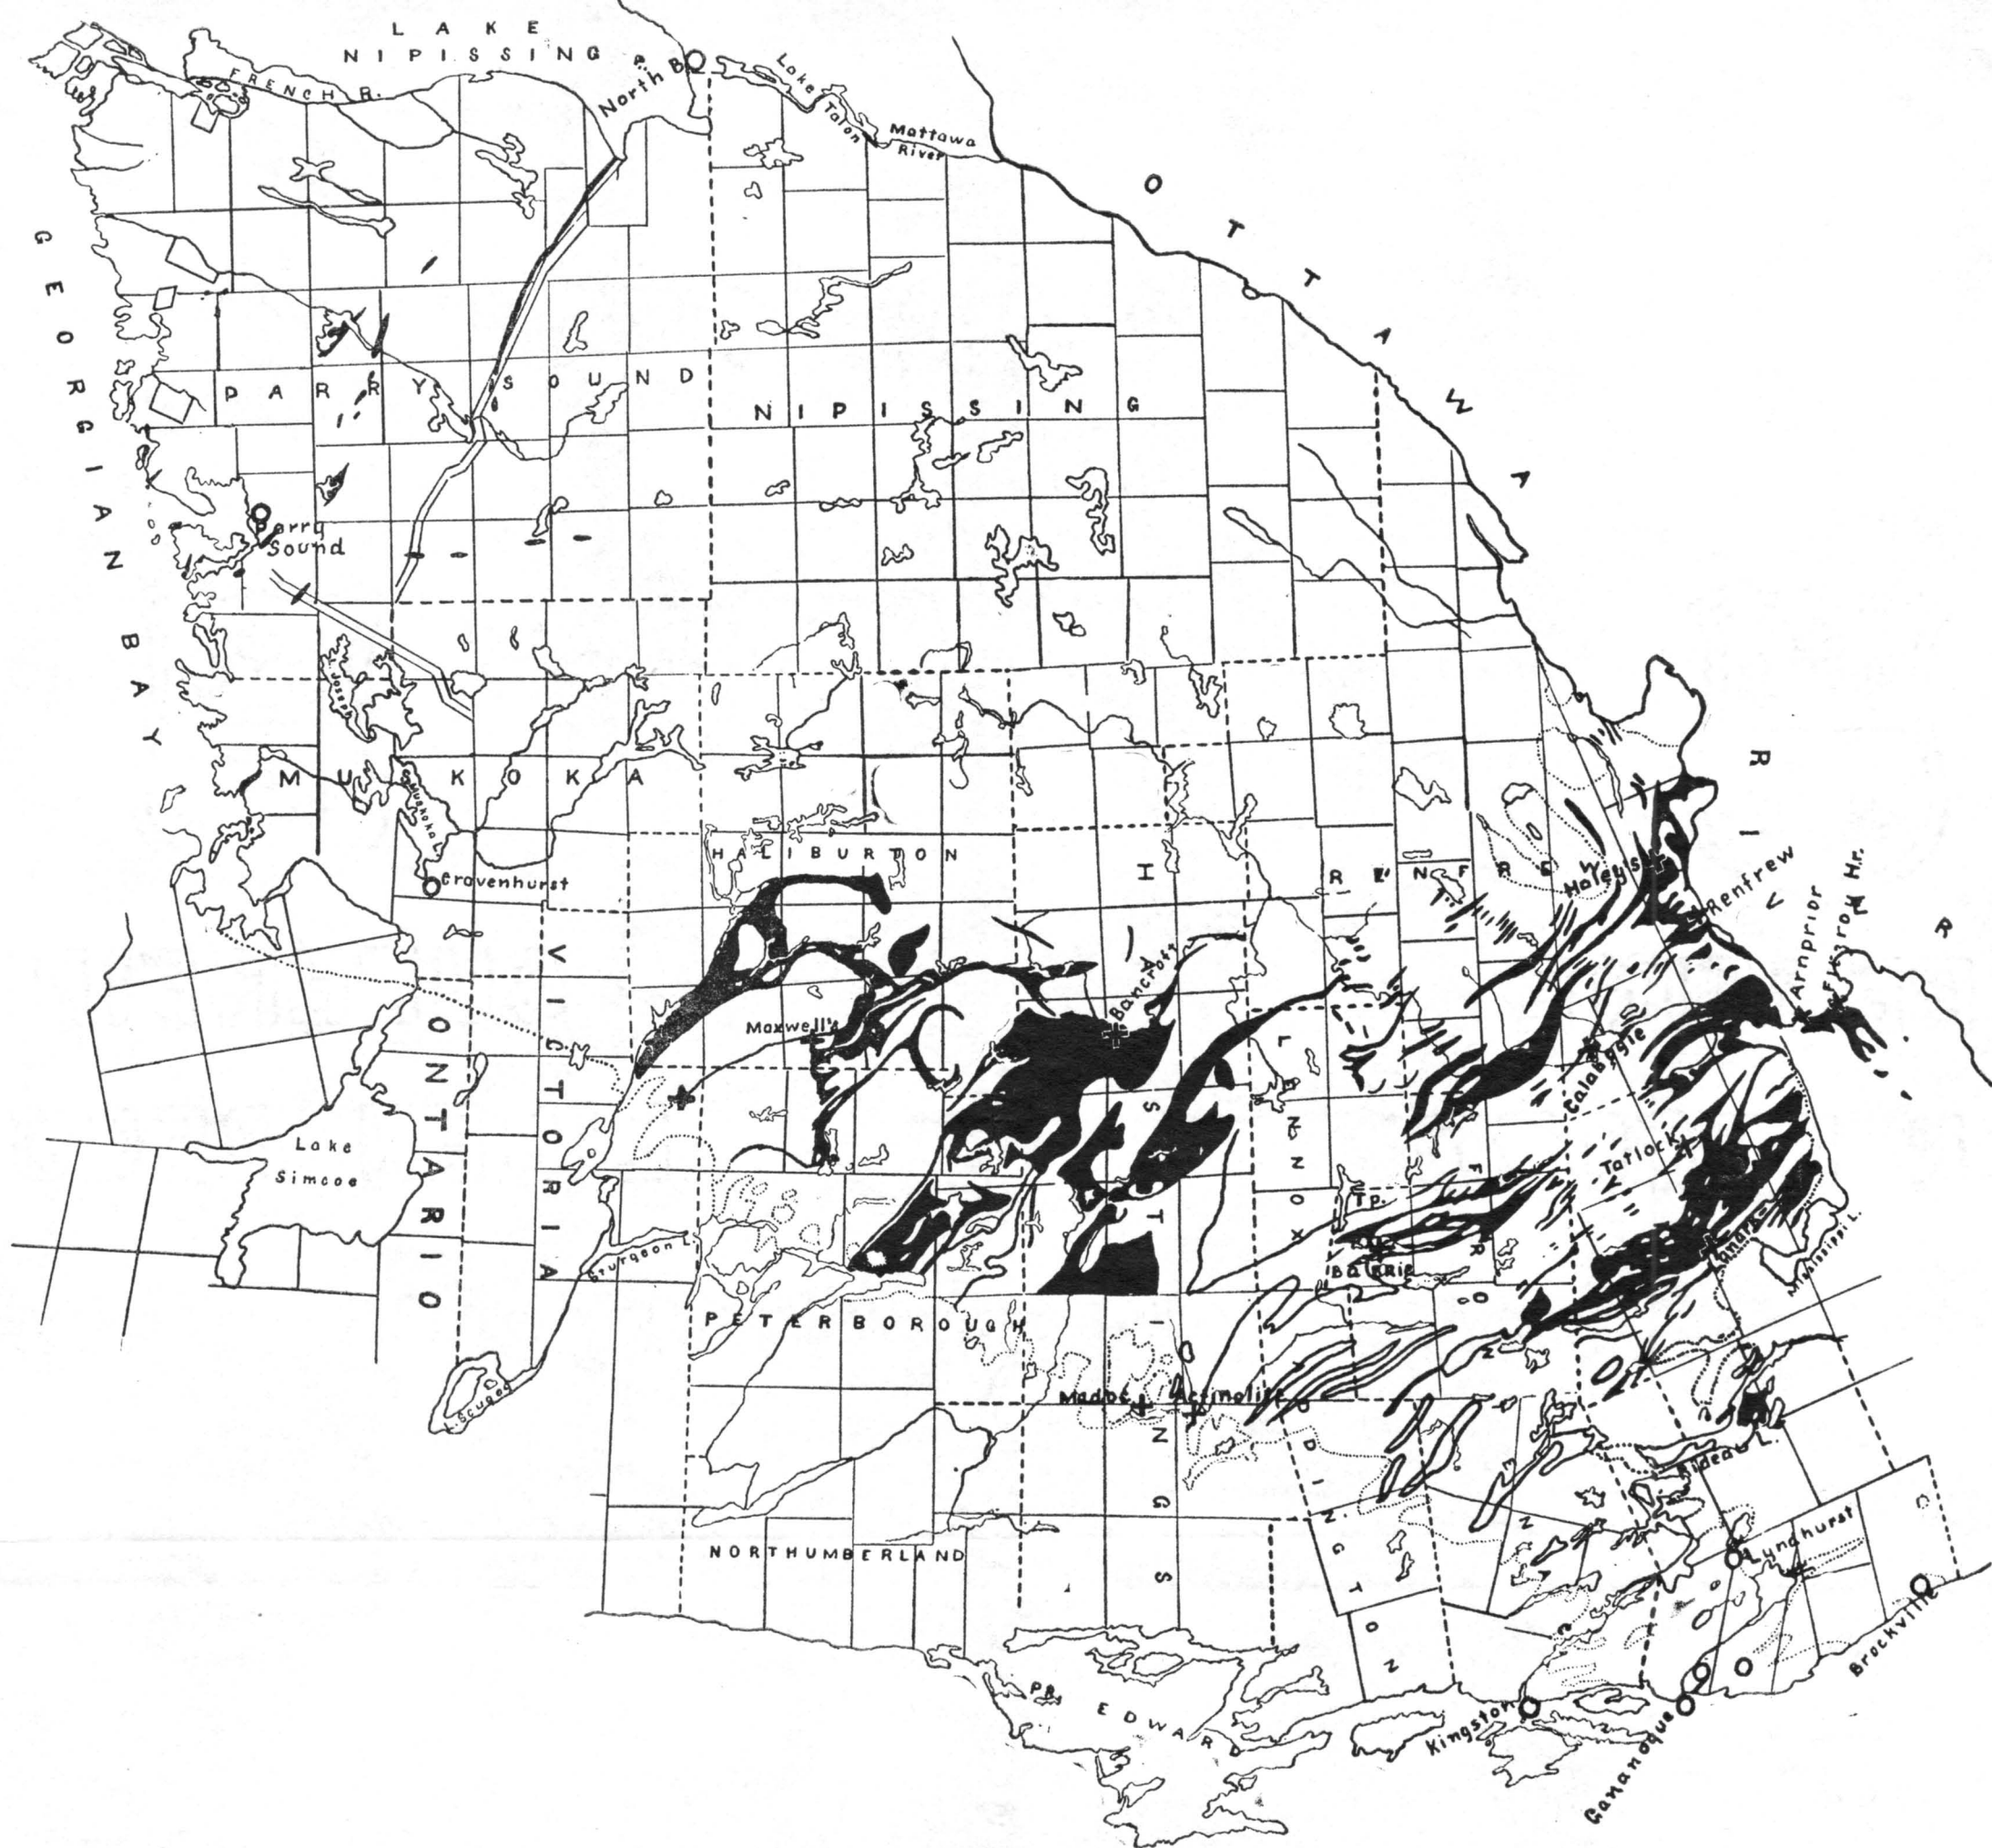 LAKE
NIPISSING
FRENCH R.
North B.
Lake Talon
Mattawa
River
OTTAWA RIVER
GEORGIAN BAY
PARRY SOUND
NIPISSING
Parry
Sound
L. Joseph
MUSKOKA
L. Muskoka
Gravenhurst
HALIBURTON
RENFREW
Haley's
Renfrew
Arnprior
Fitzroy Hr.
VICTORIA
ONTARIO
Maxwell's
Bancroft
Calabogie
Lake
Simcoe
HASTINGS
LENNOX
Tatlock
Tp.
BARRIE
Lanark
Mississippi L.
Sturgeon L.
PETERBOROUGH
L. Scugog
Madoc
Actinolite
ADDINGTON
FRONTENAC
Rideau L.
Lyndhurst
NORTHUMBERLAND
Brockville
PR. EDWARD
Kingston
Gananoque